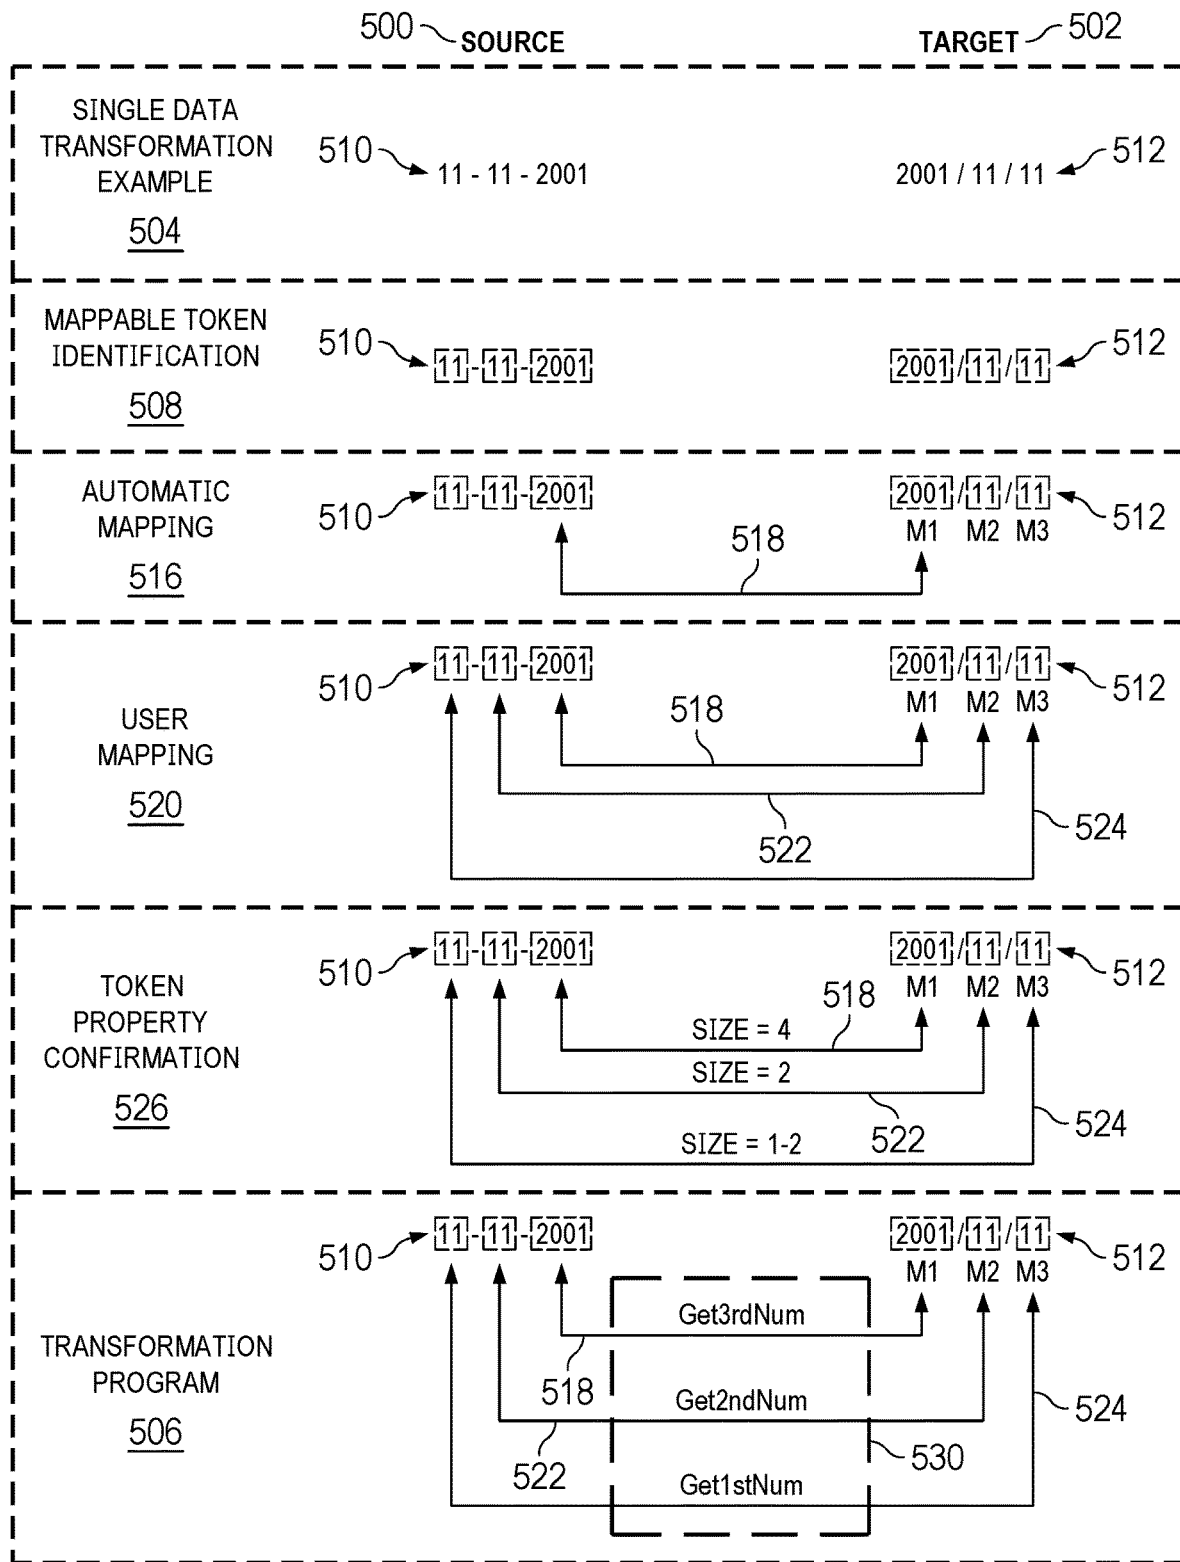 500 SOURCE TARGET 502
SINGLE DATA
TRANSFORMATION
EXAMPLE
504
510 11 - 11 - 2001 2001 / 11 / 11 512
MAPPABLE TOKEN
IDENTIFICATION
508
510 11-11-2001 2001/11/11 512
AUTOMATIC
MAPPING
516
510 11-11-2001 2001/11/11 512
M1 M2 M3
518
USER
MAPPING
520
510 11-11-2001 2001/11/11 512
M1 M2 M3
518
522
524
TOKEN
PROPERTY
CONFIRMATION
526
510 11-11-2001 2001/11/11 512
M1 M2 M3
SIZE = 4 518
SIZE = 2
522
524
SIZE = 1-2
TRANSFORMATION
PROGRAM
506
510 11-11-2001 2001/11/11 512
M1 M2 M3
Get3rdNum
518
Get2ndNum
524
522
530
Get1stNum